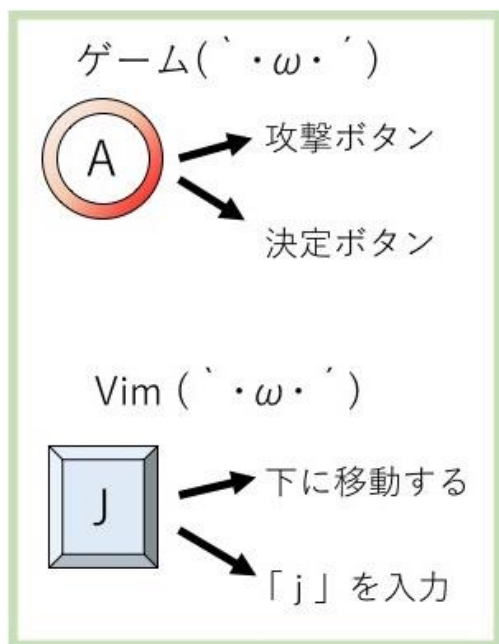 ゲーム(｀・ω・´)
A
攻撃ボタン
決定ボタン
Vim (｀・ω・´)
J
下に移動する
「j」を入力